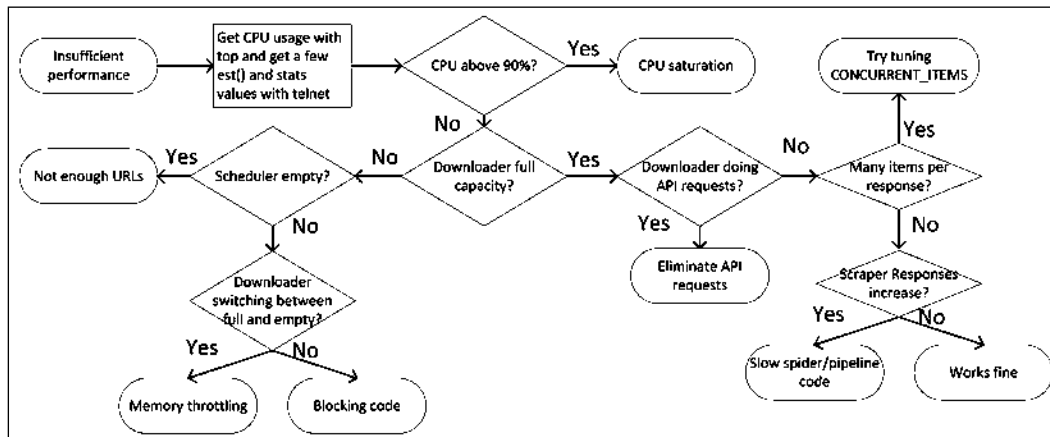 Insufficient
performance
Get CPU usage with
top and get a few
est() and stats
values with telnet
CPU above 90%?
Yes
CPU saturation
Try tuning
CONCURRENT_ITEMS
No
Yes
Not enough URLs
Yes
Scheduler empty?
No
Downloader full
capacity?
Yes
Downloader doing
API requests?
No
Many items per
response?
No
Yes
No
Downloader
switching between
full and empty?
Eliminate API
requests
Scraper Responses
increase?
Yes
No
Yes
No
Memory throttling
Blocking code
Slow spider/pipeline
code
Works fine